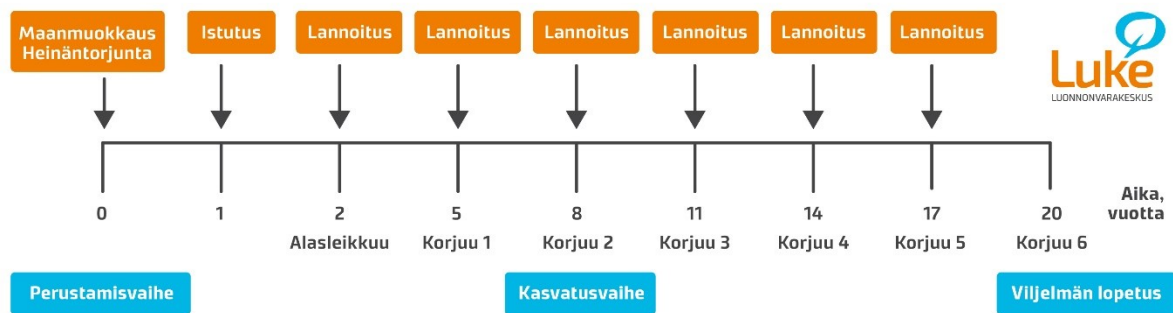 Maanmuokkaus
Heinäntorjunta
Istutus
Lannoitus
Lannoitus
Lannoitus
Lannoitus
Lannoitus
Lannoitus
Luke
LUONNONVARAKESKUS
0
1
2
5
8
11
14
17
20
Aika,
vuotta
Alasleikkuu
Korjuu 1
Korjuu 2
Korjuu 3
Korjuu 4
Korjuu 5
Korjuu 6
Perustamisvaihe
Kasvatusvaihe
Viljelmän lopetus